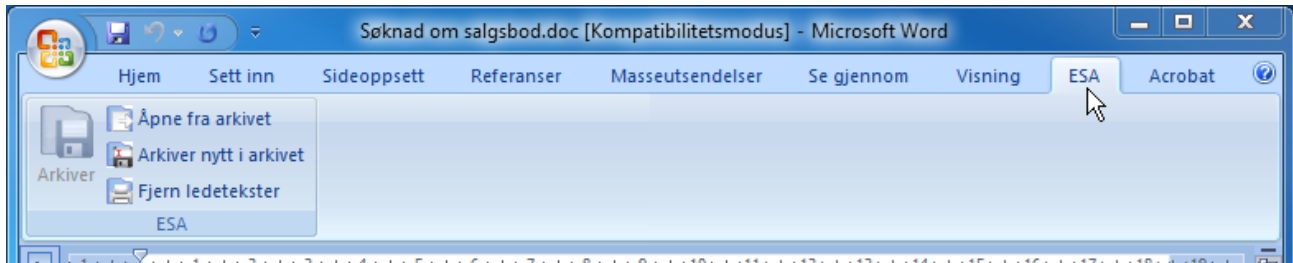 Søknad om salgsbod.doc [Kompatibilitetsmodus] - Microsoft Word
Hjem Sett inn Sideoppsett Referanser Masseutsendelser Se gjennom Visning ESA Acrobat
Åpne fra arkivet
Arkiver nytt i arkivet
Arkiver
Fjern ledetekster
ESA